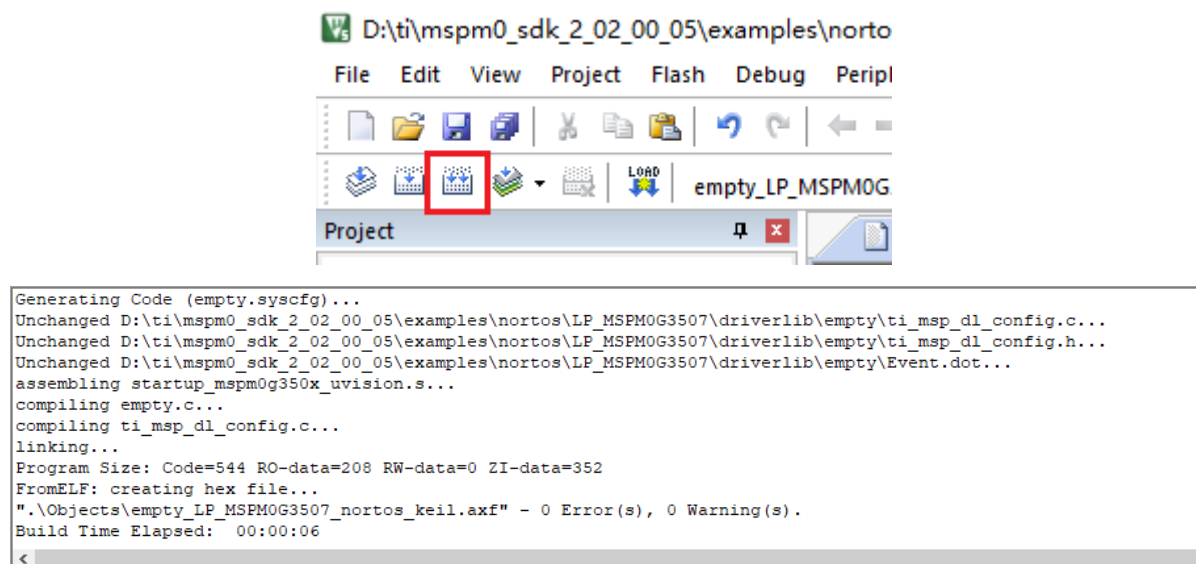 D:\ti\mspm0_sdk_2_02_00_05\examples\norto
File Edit View Project Flash Debug Periph
LOAD
empty_LP_MSPM0G
Project
Generating Code (empty.syscfg)...
Unchanged D:\ti\mspm0_sdk_2_02_00_05\examples\nortos\LP_MSPM0G3507\driverlib\empty\ti_msp_dl_config.c...
Unchanged D:\ti\mspm0_sdk_2_02_00_05\examples\nortos\LP_MSPM0G3507\driverlib\empty\ti_msp_dl_config.h...
Unchanged D:\ti\mspm0_sdk_2_02_00_05\examples\nortos\LP_MSPM0G3507\driverlib\empty\Event.dot...
assembling startup_mspm0g350x_uvision.s...
compiling empty.c...
compiling ti_msp_dl_config.c...
linking...
Program Size: Code=544 RO-data=208 RW-data=0 ZI-data=352
FromELF: creating hex file...
".\Objects\empty_LP_MSPM0G3507_nortos_keil.axf" - 0 Error(s), 0 Warning(s).
Build Time Elapsed:  00:00:06